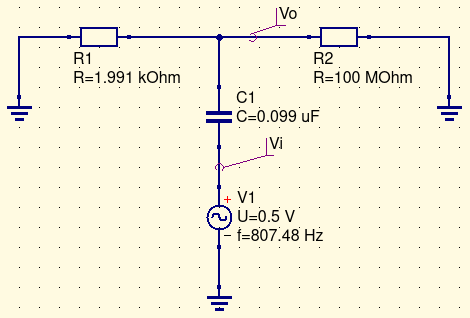 Vo
R1
R=1.991 kOhm
R2
R=100 MOhm
C1
C=0.099 uF
Vi
V1
+
U=0.5 V
− f=807.48 Hz